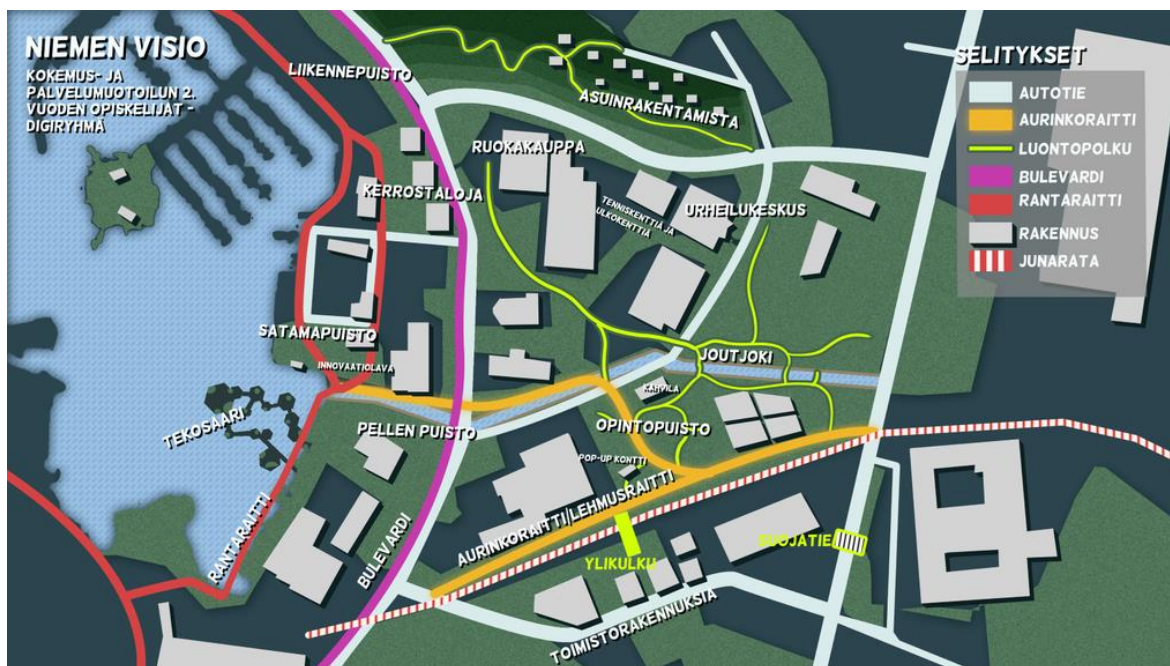 NIEMEN VISIO
KOKEMUS- JA
PALVELUMUOTOILUN 2.
VUODEN OPISKELIJAT -
DIGIRYHMÄ
LIIKENNEPUISTO
ASUINRAKENTAMISTA
RUOKAKAUPPA
KERROSTALOJA
TENNISKENTTIÄ JA
ULKOKENTTIÄ
URHEILUKESKUS
SATAMAPUISTO
INNOVAATIOLAVA
JOUTJOKI
KAHVILA
TEKOSAARI
PELLEN PUISTO
OPINTOPUISTO
POP-UP KONTTI
RANTARAITTI
BULEVARDI
AURINKORAITTI/LEHMUSRAITTI
YLIKULKU
SUOJATIE
TOIMISTORAKENNUKSIA
SELITYKSET
AUTOTIE
AURINKORAITTI
LUONTOPOLKU
BULEVARDI
RANTARAITTI
RAKENNUS
JUNARATA